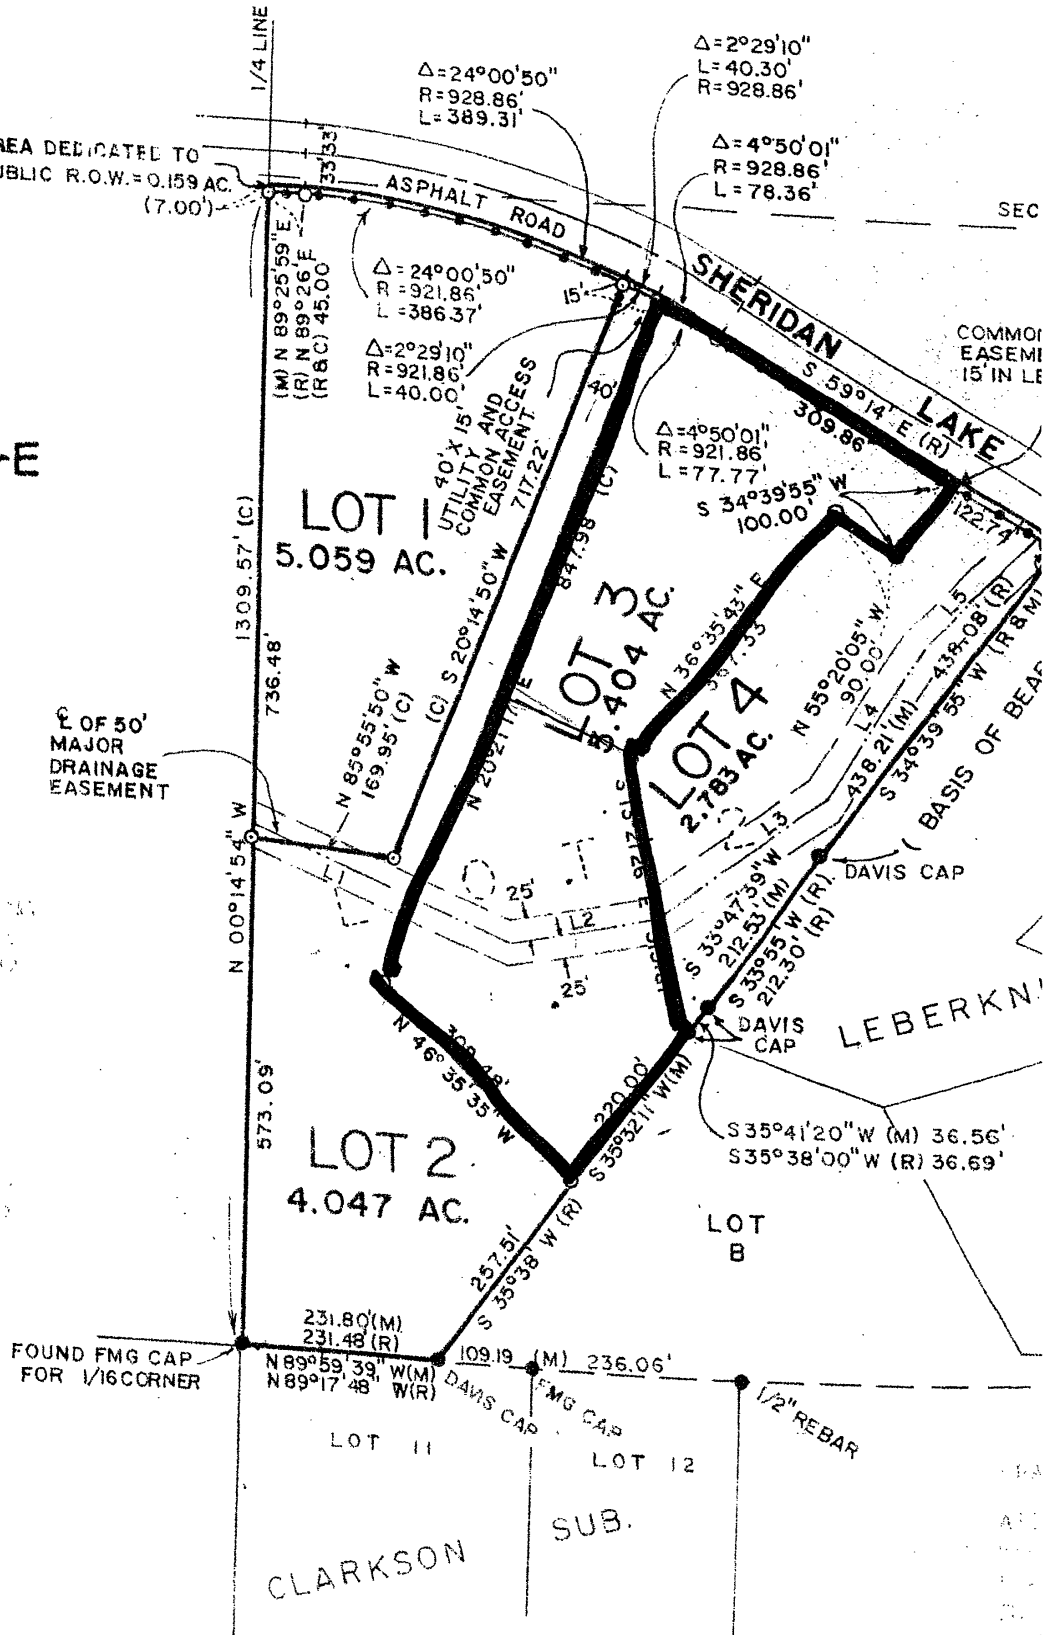 1/4 LINE
Δ=24°00'50"
R=928.86'
L=389.31'
Δ=2°29'10"
L=40.30'
R=928.86'
Δ=4°50'01"
R=928.86'
L=78.36'
REA DEDICATED TO
UBLIC R.O.W.=0.159 AC.
(7.00')
33'33'
ASPHALT ROAD
SEC
SHERIDAN LAKE
(M) N 89°25'59" E
(R) N 89°26' E
(R&C) 45.00
Δ=24°00'50"
R=921.86'
L=386.37'
15'
Δ=2°29'10"
R=921.86'
L=40.00'
40'
S 59°14' E (R)
309.86'
COMMON
EASEME
15' IN LE
Δ=4°50'01"
R=921.86'
L=77.77'
40' X 15'
UTILITY AND
COMMON ACCESS
EASEMENT
717.22'
(C) S 20°14'50" W
847.98' (C)
E
LOT 1
5.059 AC.
S 34°39'55" W
100.00'
122.74'
1309.57' (C)
736.48'
LOT 3
5.404 AC.
N 36°35'43" E
LOT 4
2.783 AC.
N 55°20'05" W
90.00'
L5
L4
L3
438.08' (R)
438.21' (M)
S 34°39'55" W (R & M)
( BASIS OF BEAR
℄ OF 50'
MAJOR
DRAINAGE
EASEMENT
N 85°55'50" W
169.95' (C)
N 00°14'54" W
L1
25'
L2
25'
DAVIS CAP
S 33°47'39" W
212.53' (M)
S 33°55' W (R)
212.30' (R)
DAVIS
CAP
LEBERKN
N 46°35'35" W
220.00'
S 35°32'11" W (M)
S 35°41'20" W (M) 36.56'
S 35°38'00" W (R) 36.69'
573.09'
LOT 2
4.047 AC.
LOT
B
257.51'
S 35°38' W (R)
231.80' (M)
231.48' (R)
FOUND FMG CAP
FOR 1/16 CORNER
N 89°59'39" W(M)
N 89°17'48" W(R)
109.19 (M) 236.06'
DAVIS CAP
FMG CAP
1/2" REBAR
LOT 11
LOT 12
CLARKSON SUB.